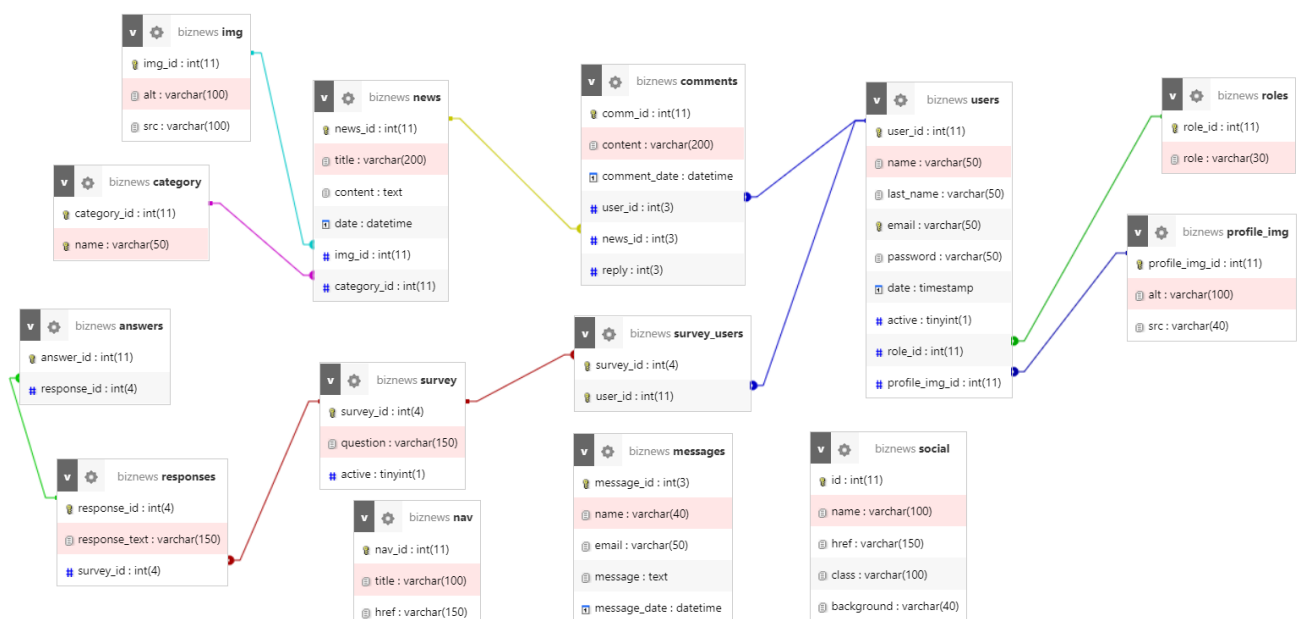 v biznews img
img_id : int(11)
alt : varchar(100)
src : varchar(100)
v biznews category
category_id : int(11)
name : varchar(50)
v biznews news
news_id : int(11)
title : varchar(200)
content : text
date : datetime
img_id : int(11)
category_id : int(11)
v biznews comments
comm_id : int(11)
content : varchar(200)
comment_date : datetime
user_id : int(3)
news_id : int(3)
reply : int(3)
v biznews users
user_id : int(11)
name : varchar(50)
last_name : varchar(50)
email : varchar(50)
password : varchar(50)
date : timestamp
active : tinyint(1)
role_id : int(11)
profile_img_id : int(11)
v biznews roles
role_id : int(11)
role : varchar(30)
v biznews profile_img
profile_img_id : int(11)
alt : varchar(100)
src : varchar(40)
v biznews answers
answer_id : int(11)
response_id : int(4)
v biznews responses
response_id : int(4)
response_text : varchar(150)
survey_id : int(4)
v biznews survey
survey_id : int(4)
question : varchar(150)
active : tinyint(1)
v biznews survey_users
survey_id : int(4)
user_id : int(11)
v biznews nav
nav_id : int(11)
title : varchar(100)
href : varchar(150)
v biznews messages
message_id : int(3)
name : varchar(40)
email : varchar(50)
message : text
message_date : datetime
v biznews social
id : int(11)
name : varchar(100)
href : varchar(150)
class : varchar(100)
background : varchar(40)